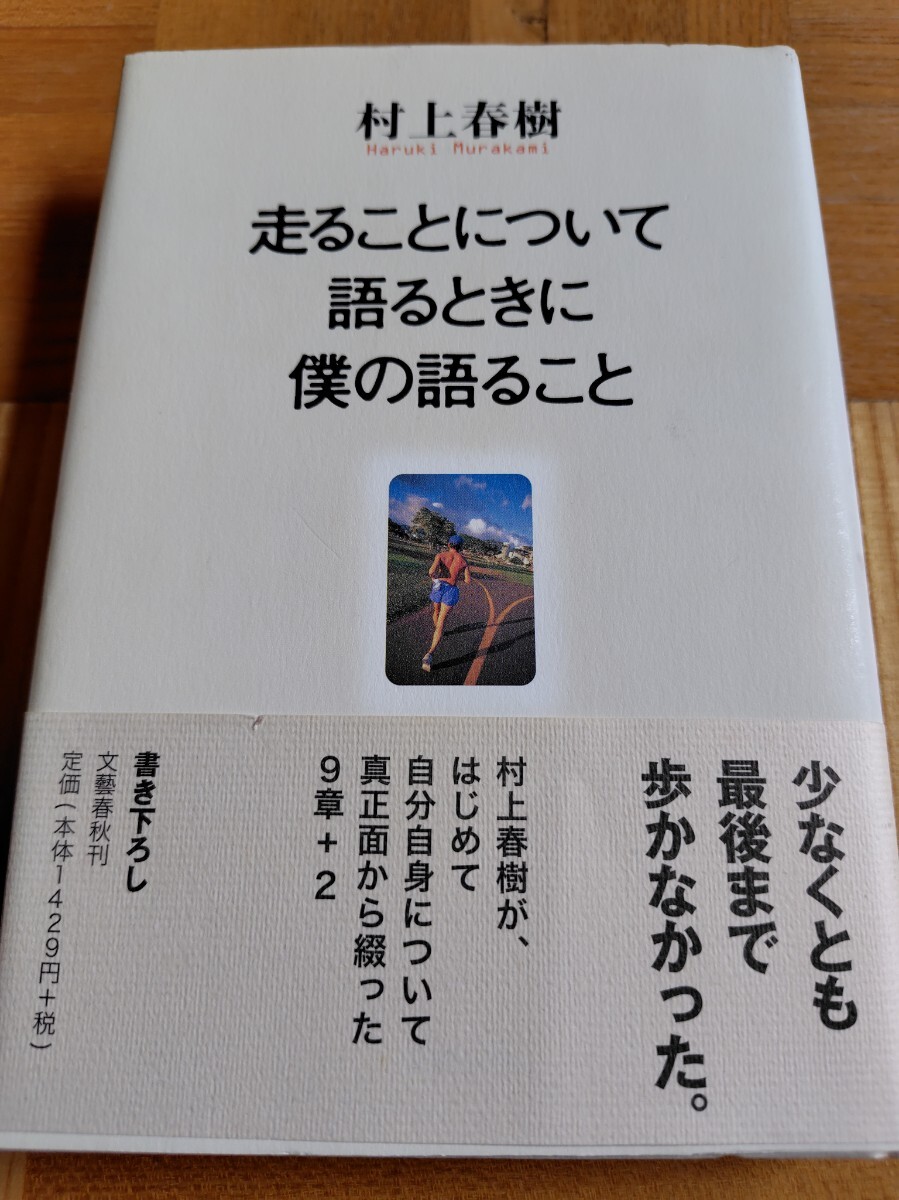 村上春樹
Haruki Murakami
走ることについて
語るときに
僕の語ること
少なくとも
最後まで
歩かなかった。
村上春樹が、
はじめて
自分自身について
真正面から綴った
9章+2
書き下ろし
文藝春秋刊
定価(本体1429円+税)